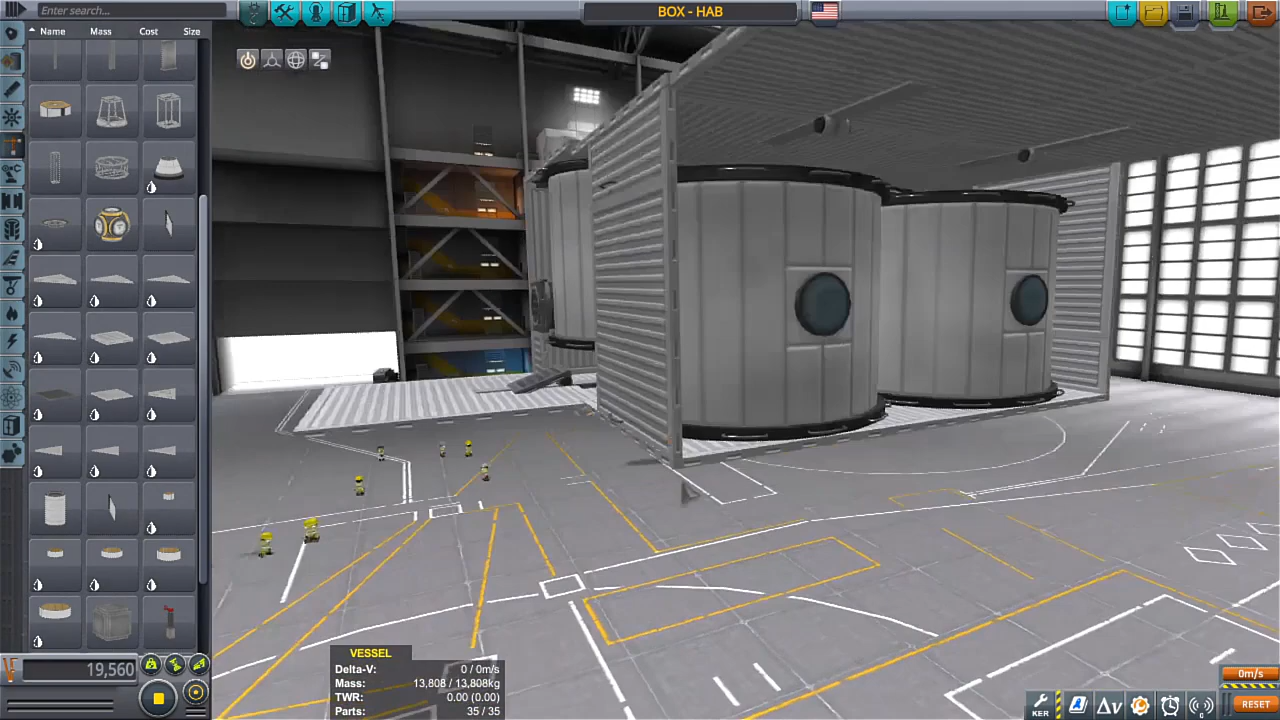 Enter search...
BOX - HAB
Name Mass Cost Size
19,560
VESSEL
Delta-V: 0 / 0m/s
Mass: 13,808 / 13,808kg
TWR: 0.00 (0.00)
Parts: 35 / 35
KER
Δv
0m/s
RESET